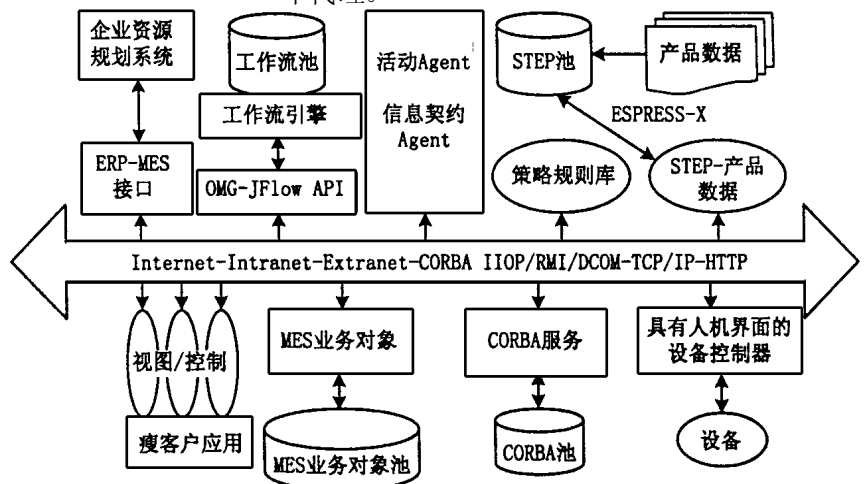 个代理。
企业资源
规划系统
工作流池
工作流引擎
活动Agent
信息契约
Agent
STEP池
产品数据
ESPRESS-X
ERP-MES
接口
OMG-JFlow API
策略规则库
STEP-产品
数据
Internet-Intranet-Extranet-CORBA IIOP/RMI/DCOM-TCP/IP-HTTP
视图/控制
MES业务对象
CORBA服务
具有人机界面的
设备控制器
瘦客户应用
MES业务对象池
CORBA池
设备